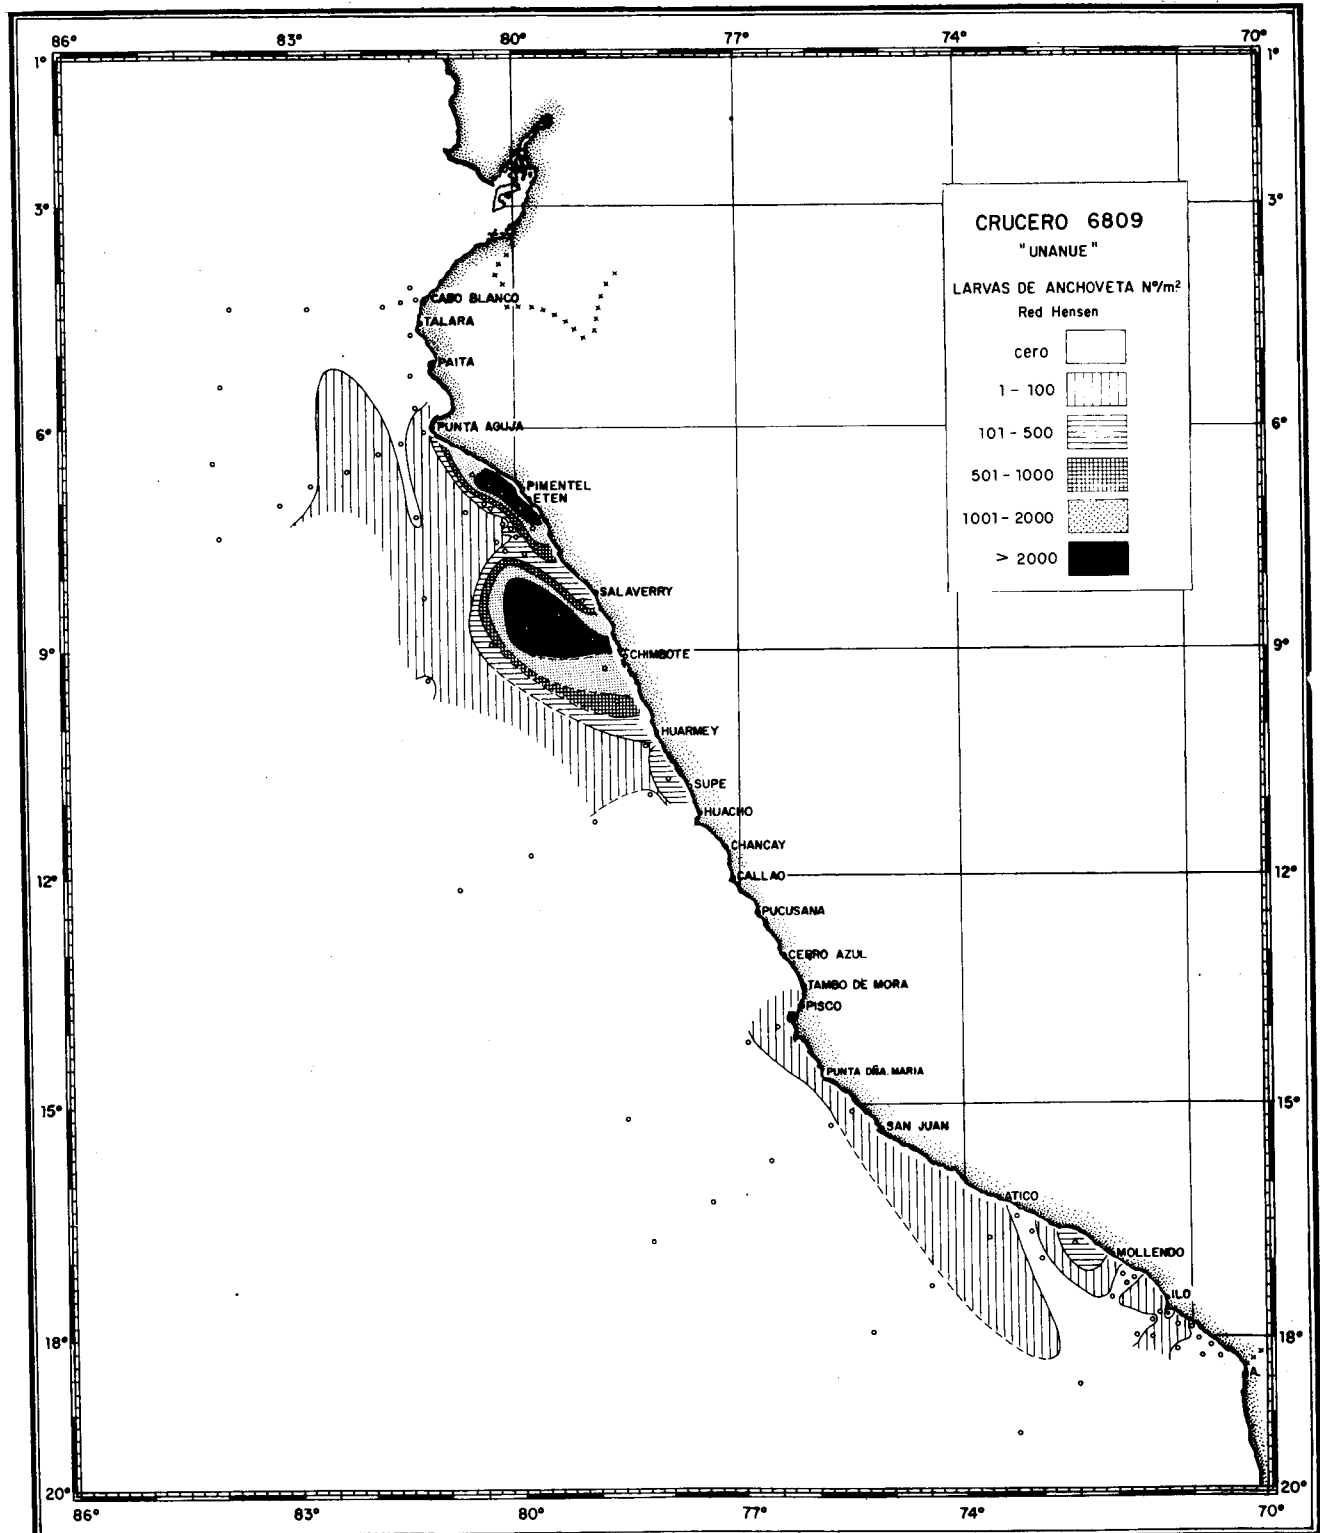 86° 83° 80° 77° 74° 70°
1° 1°
3° 3°
CRUCERO 6809
"UNANUE"
LARVAS DE ANCHOVETA Nº/m²
Red Hensen
cero
1 - 100
101 - 500
501 - 1000
1001 - 2000
> 2000
CABO BLANCO
TALARA
PAITA
6° 6°
PUNTA AGUJA
PIMENTEL
ETEN
SALAVERRY
9° 9°
CHIMBOTE
HUARMEY
SUPE
HUACHO
CHANCAY
12° 12°
CALLAO
PUCUSANA
CERRO AZUL
TAMBO DE MORA
PISCO
PUNTA DÑA. MARIA
15° 15°
SAN JUAN
ATICO
MOLLENDO
ILO
18° 18°
A.
20° 20°
86° 83° 80° 77° 74° 70°